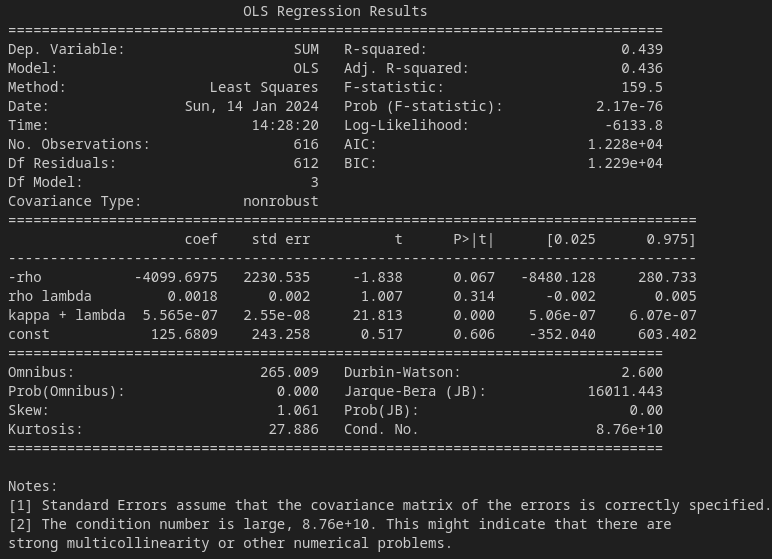 OLS Regression Results
==============================================================================
Dep. Variable:                    SUM   R-squared:                       0.439
Model:                            OLS   Adj. R-squared:                  0.436
Method:                 Least Squares   F-statistic:                     159.5
Date:                Sun, 14 Jan 2024   Prob (F-statistic):           2.17e-76
Time:                        14:28:20   Log-Likelihood:                -6133.8
No. Observations:                 616   AIC:                         1.228e+04
Df Residuals:                     612   BIC:                         1.229e+04
Df Model:                           3
Covariance Type:            nonrobust
==================================================================================
                     coef    std err          t      P>|t|      [0.025      0.975]
----------------------------------------------------------------------------------
-rho           -4099.6975   2230.535     -1.838      0.067   -8480.128     280.733
rho lambda         0.0018      0.002      1.007      0.314      -0.002       0.005
kappa + lambda  5.565e-07   2.55e-08     21.813      0.000    5.06e-07    6.07e-07
const            125.6809    243.258      0.517      0.606    -352.040     603.402
==============================================================================
Omnibus:                      265.009   Durbin-Watson:                   2.600
Prob(Omnibus):                  0.000   Jarque-Bera (JB):            16011.443
Skew:                           1.061   Prob(JB):                         0.00
Kurtosis:                      27.886   Cond. No.                     8.76e+10
==============================================================================
Notes:
[1] Standard Errors assume that the covariance matrix of the errors is correctly specified.
[2] The condition number is large, 8.76e+10. This might indicate that there are
strong multicollinearity or other numerical problems.